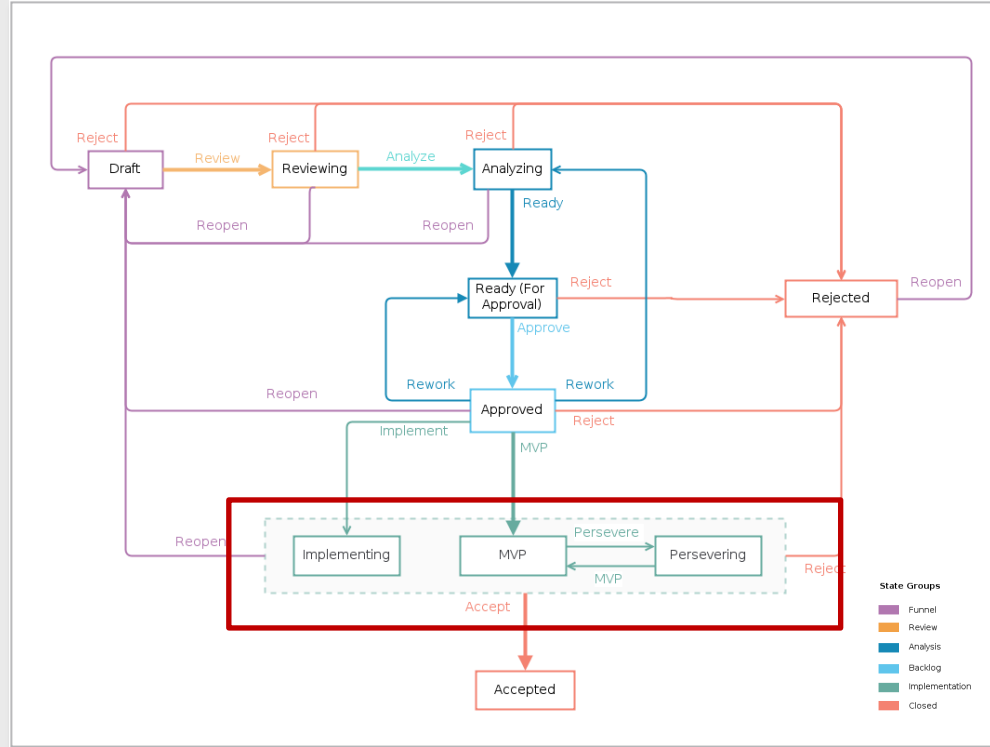 Reject
Reject
Reject
Draft
Review
Reviewing
Analyze
Analyzing
Ready
Reopen
Reopen
Ready (For
Approval)
Reject
Rejected
Reopen
Approve
Rework
Rework
Reopen
Approved
Reject
Implement
MVP
Reopen
Implementing
MVP
Persevere
MVP
Persevering
Reject
Accept
Accepted
State Groups
Funnel
Review
Analysis
Backlog
Implementation
Closed